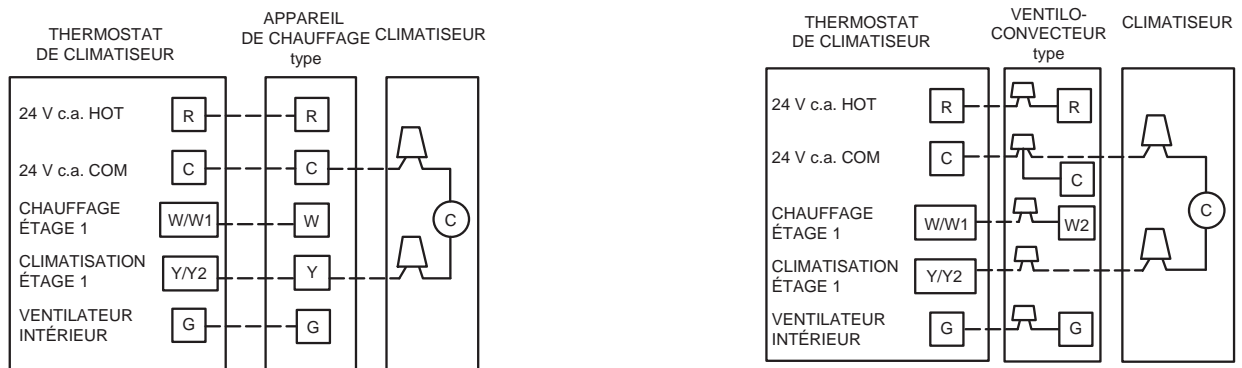 THERMOSTAT
DE CLIMATISEUR
APPAREIL
DE CHAUFFAGE
type
CLIMATISEUR
24 V c.a. HOT
R
R
24 V c.a. COM
C
C
CHAUFFAGE
ÉTAGE 1
W/W1
W
C
CLIMATISATION
ÉTAGE 1
Y/Y2
Y
VENTILATEUR
INTÉRIEUR
G
G
THERMOSTAT
DE CLIMATISEUR
VENTILO-
CONVECTEUR
type
CLIMATISEUR
24 V c.a. HOT
R
R
24 V c.a. COM
C
C
CHAUFFAGE
ÉTAGE 1
W/W1
W2
C
CLIMATISATION
ÉTAGE 1
Y/Y2
VENTILATEUR
INTÉRIEUR
G
G